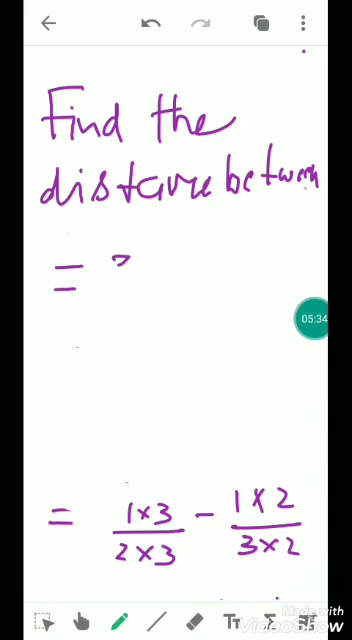 Find the
distance between
=
05:34
= 1×3/2×3 - 1×2/3×2
Made with
VideoShow